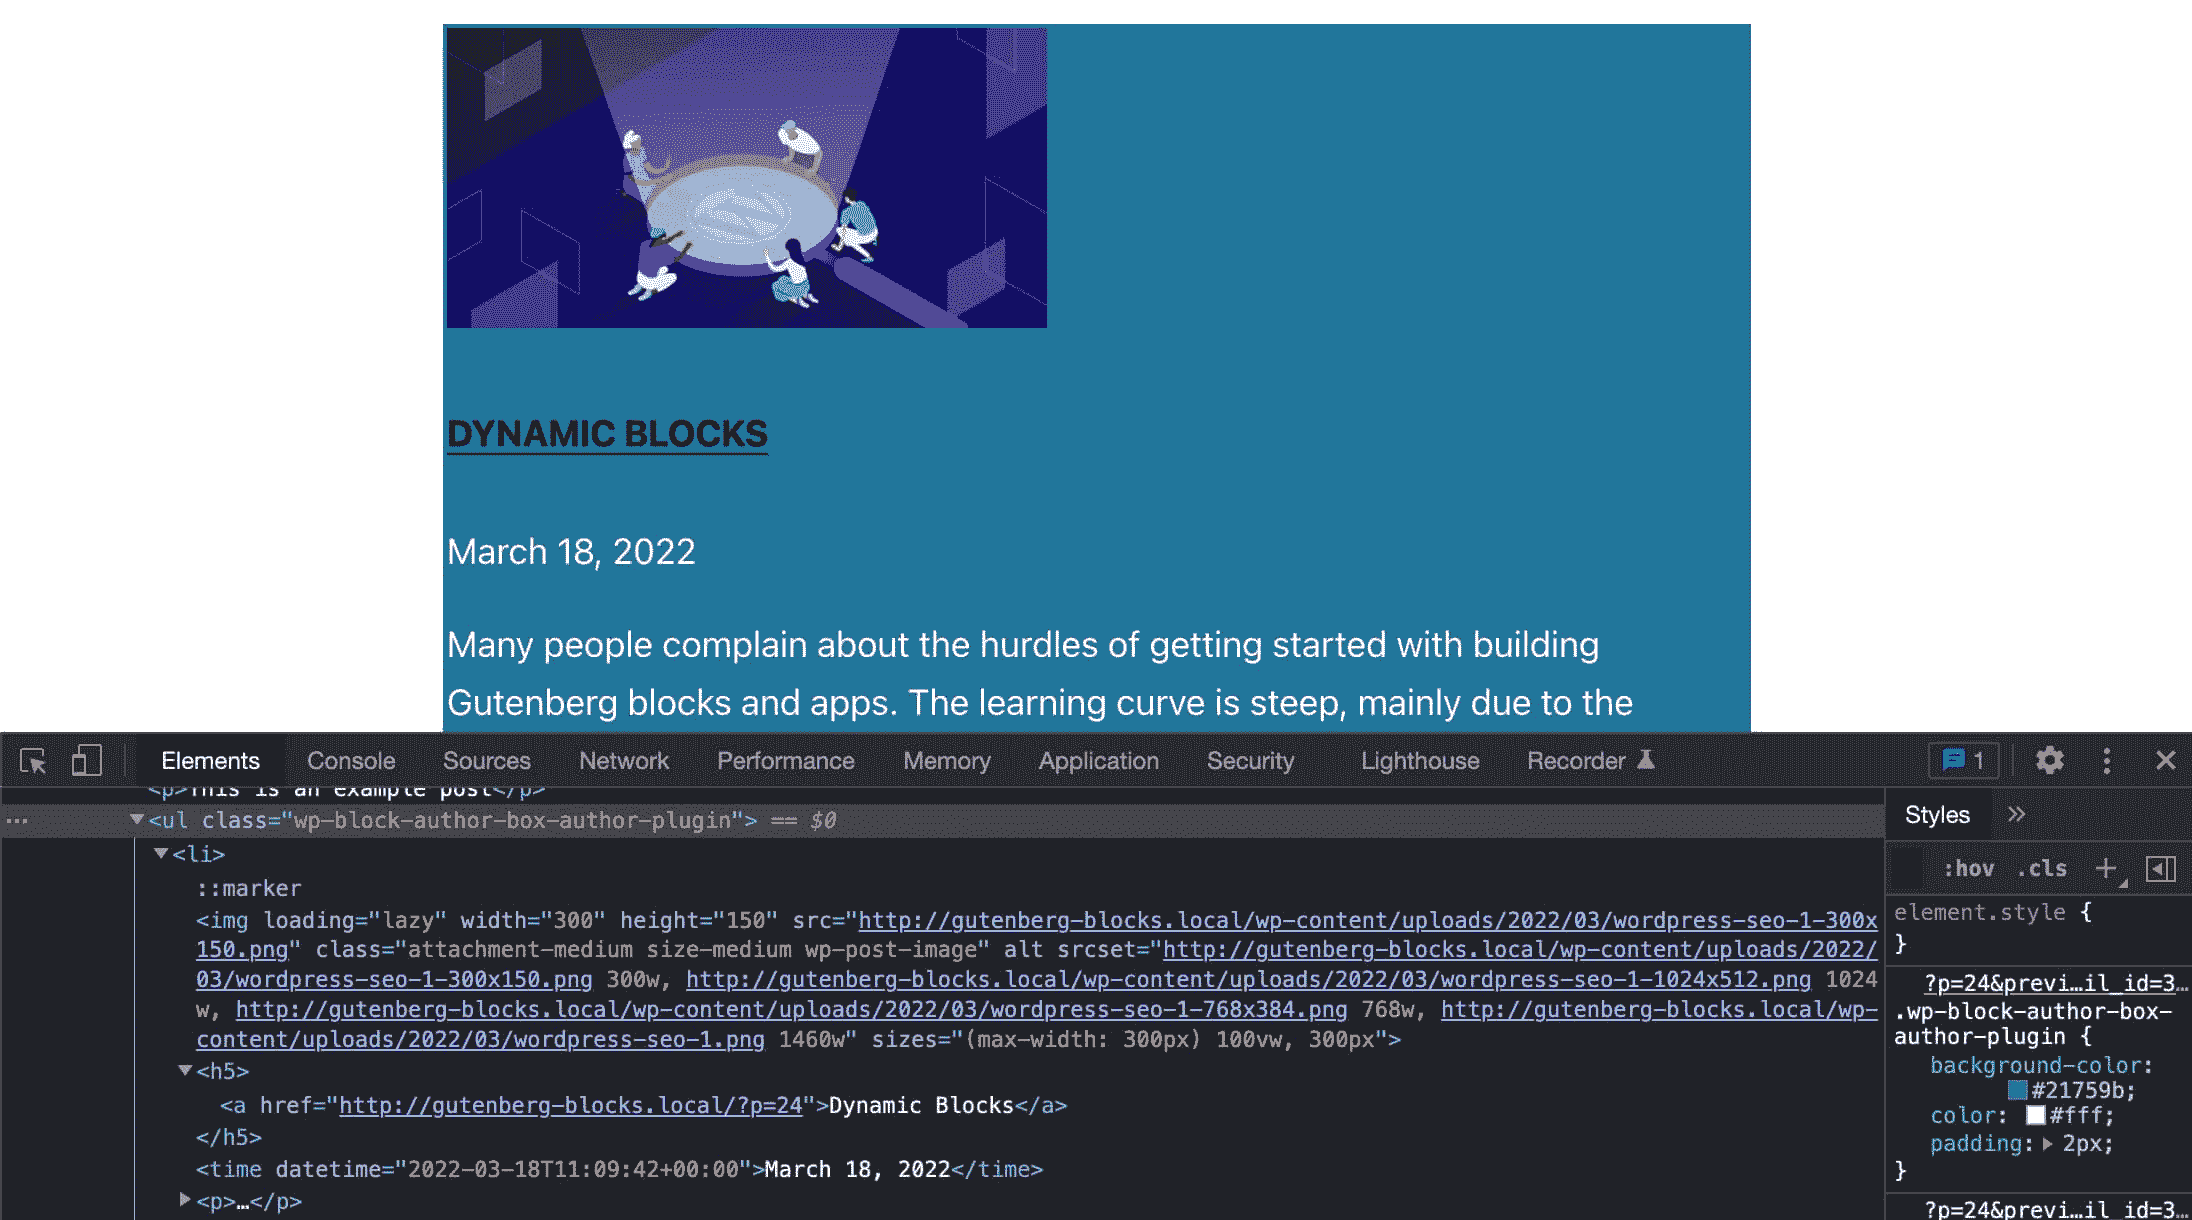 DYNAMIC BLOCKS
March 18, 2022
Many people complain about the hurdles of getting started with building
Gutenberg blocks and apps. The learning curve is steep, mainly due to the
Elements Console Sources Network Performance Memory Application Security Lighthouse Recorder 1
<p>This is an example post</p>
… ▼<ul class="wp-block-author-box-author-plugin"> == $0
▼<li>
::marker
<img loading="lazy" width="300" height="150" src="http://gutenberg-blocks.local/wp-content/uploads/2022/03/wordpress-seo-1-300x
150.png" class="attachment-medium size-medium wp-post-image" alt srcset="http://gutenberg-blocks.local/wp-content/uploads/2022/
03/wordpress-seo-1-300x150.png 300w, http://gutenberg-blocks.local/wp-content/uploads/2022/03/wordpress-seo-1-1024x512.png 1024
w, http://gutenberg-blocks.local/wp-content/uploads/2022/03/wordpress-seo-1-768x384.png 768w, http://gutenberg-blocks.local/wp-
content/uploads/2022/03/wordpress-seo-1.png 1460w" sizes="(max-width: 300px) 100vw, 300px">
▼<h5>
<a href="http://gutenberg-blocks.local/?p=24">Dynamic Blocks</a>
</h5>
<time datetime="2022-03-18T11:09:42+00:00">March 18, 2022</time>
▶<p>…</p>
Styles »
:hov .cls +
element.style {
}
?p=24&previ…il_id=3…
.wp-block-author-box-
author-plugin {
background-color:
#21759b;
color: #fff;
padding: ▶ 2px;
}
?p=24&previ…il_id=3…